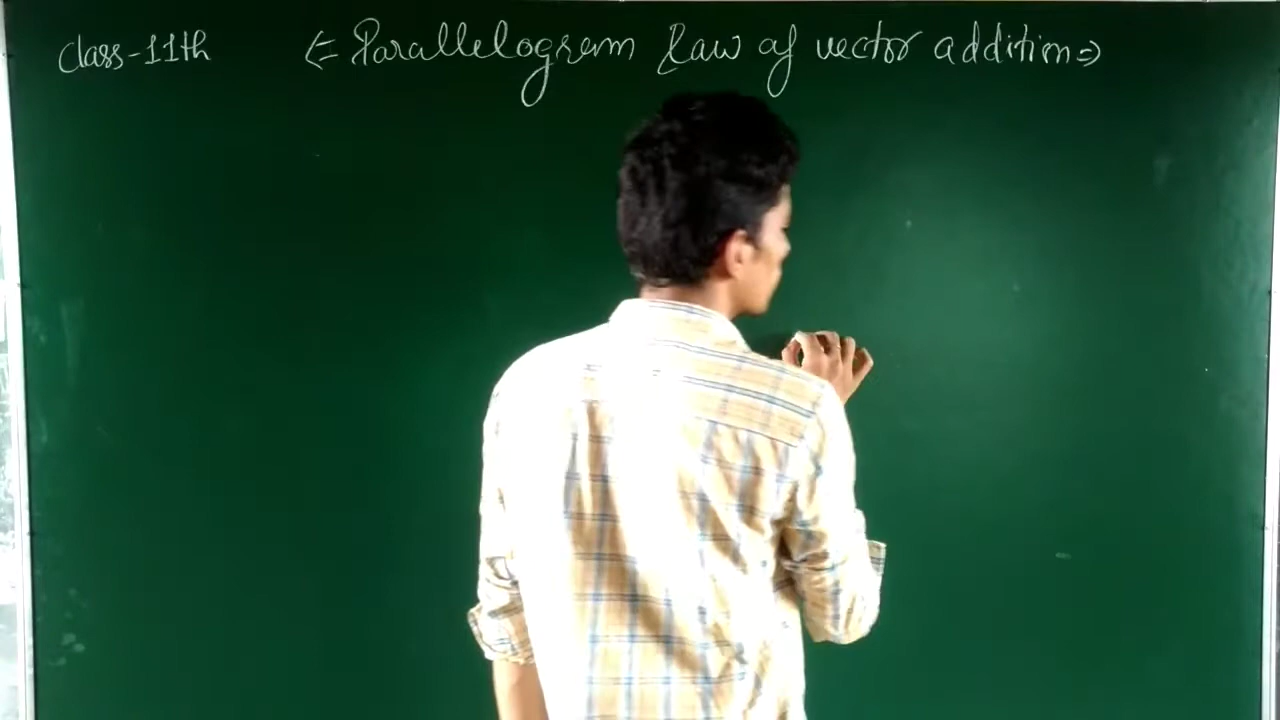 Class-11th
⇐ Parallelogram Law of vector addition ⇒